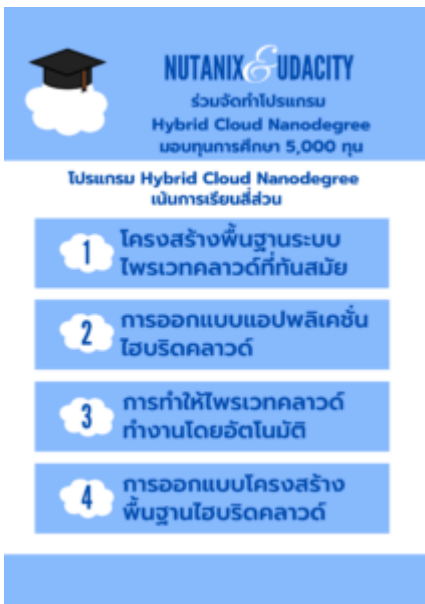 NUTANIX & UDACITY
ร่วมจัดทำโปรแกรม
Hybrid Cloud Nanodegree
มอบทุนการศึกษา 5,000 ทุน
โปรแกรม Hybrid Cloud Nanodegree
เน้นการเรียนสี่ส่วน
1 โครงสร้างพื้นฐานระบบ
ไพรเวทคลาวด์ที่ทันสมัย
2 การออกแบบแอปพลิเคชั่น
ไฮบริดคลาวด์
3 การทำให้ไพรเวทคลาวด์
ทำงานโดยอัตโนมัติ
4 การออกแบบโครงสร้าง
พื้นฐานไฮบริดคลาวด์